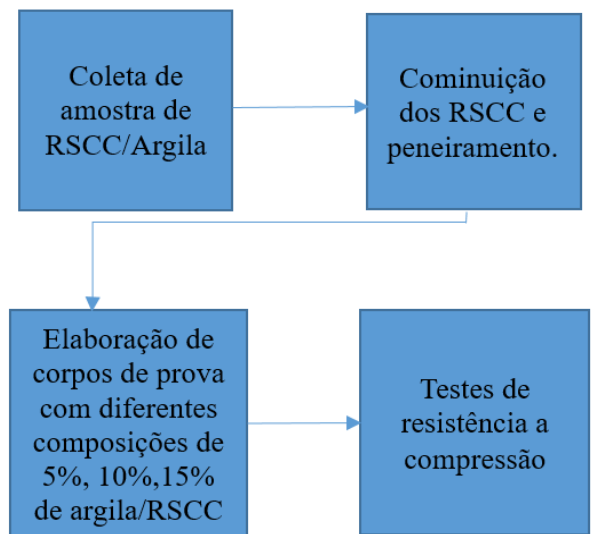 Coleta de
amostra de
RSCC/Argila
Cominuição
dos RSCC e
peneiramento.
Elaboração de
corpos de prova
com diferentes
composições de
5%, 10%,15%
de argila/RSCC
Testes de
resistência a
compressão